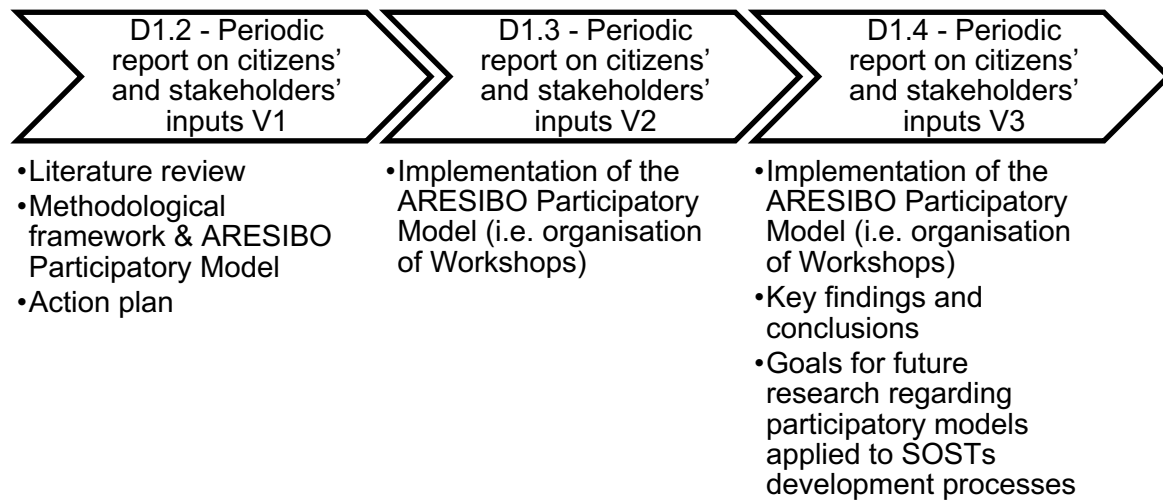 D1.2 - Periodic
report on citizens’
and stakeholders’
inputs V1
•Literature review
•Methodological
framework & ARESIBO
Participatory Model
•Action plan
D1.3 - Periodic
report on citizens’
and stakeholders’
inputs V2
•Implementation of the
ARESIBO Participatory
Model (i.e. organisation
of Workshops)
D1.4 - Periodic
report on citizens’
and stakeholders’
inputs V3
•Implementation of the
ARESIBO Participatory
Model (i.e. organisation
of Workshops)
•Key findings and
conclusions
•Goals for future
research regarding
participatory models
applied to SOSTs
development processes